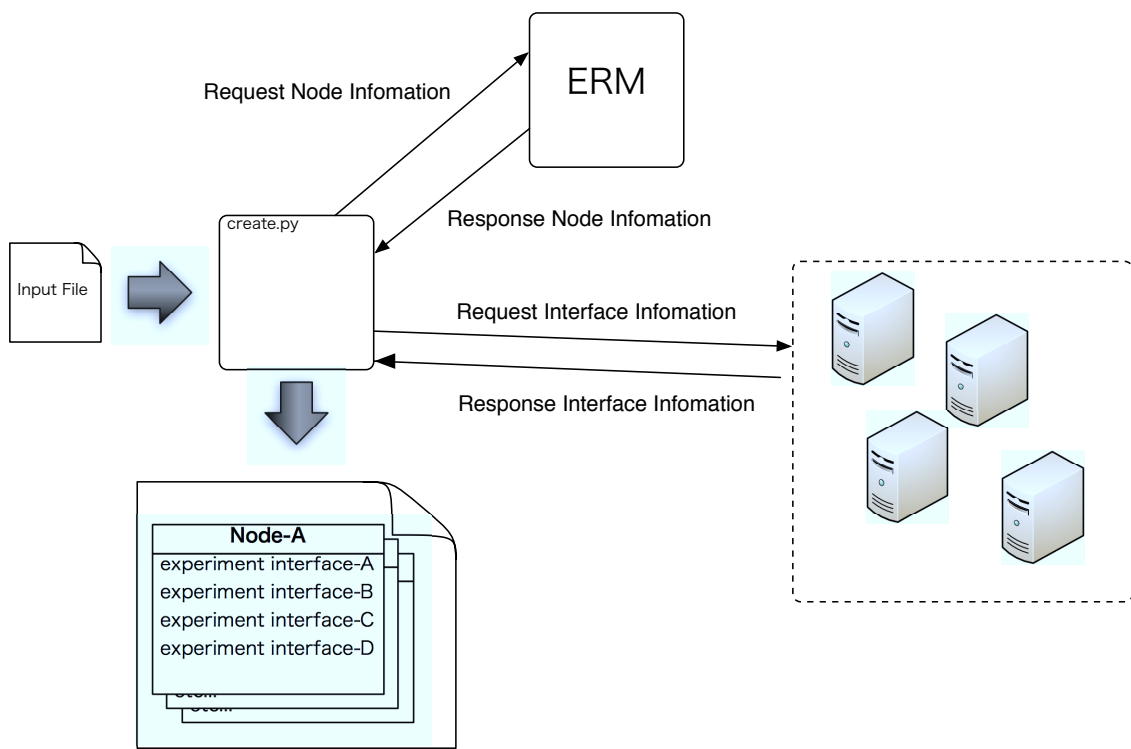 ERM
Request Node Infomation
Response Node Infomation
create.py
Input File
Request Interface Infomation
Response Interface Infomation
Node-A
experiment interface-A
experiment interface-B
experiment interface-C
experiment interface-D